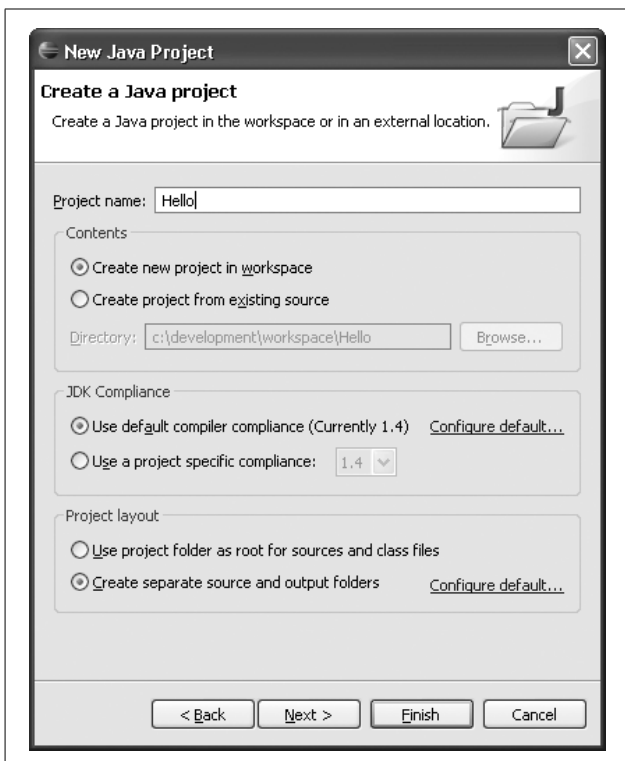 New Java Project
Create a Java project
Create a Java project in the workspace or in an external location.
Project name: Hello
Contents
Create new project in workspace
Create project from existing source
Directory: c:\development\workspace\Hello Browse...
JDK Compliance
Use default compiler compliance (Currently 1.4) Configure default...
Use a project specific compliance: 1.4
Project layout
Use project folder as root for sources and class files
Create separate source and output folders Configure default...
< Back Next > Finish Cancel